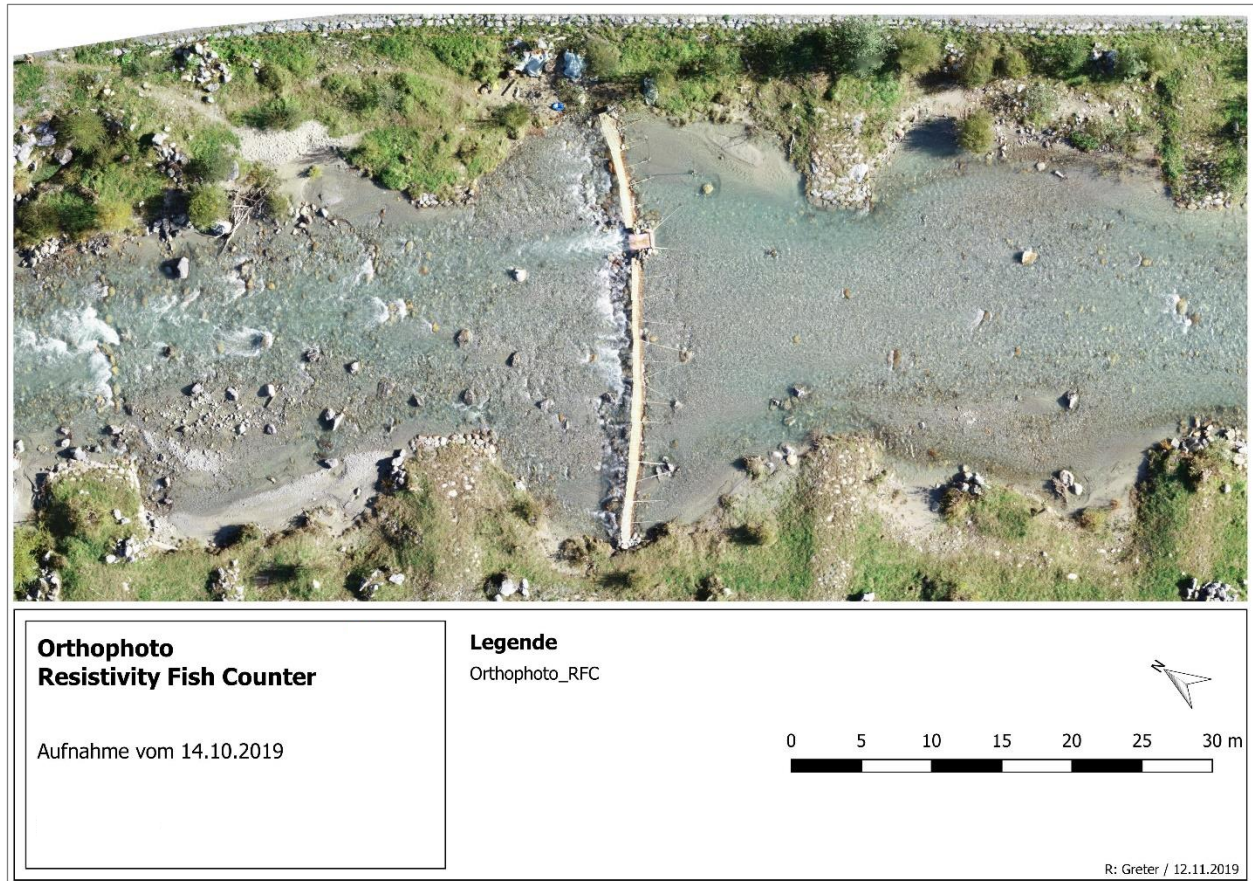 Orthophoto
Resistivity Fish Counter
Aufnahme vom 14.10.2019
Legende
Orthophoto_RFC
N
0 5 10 15 20 25 30 m
R: Greter / 12.11.2019